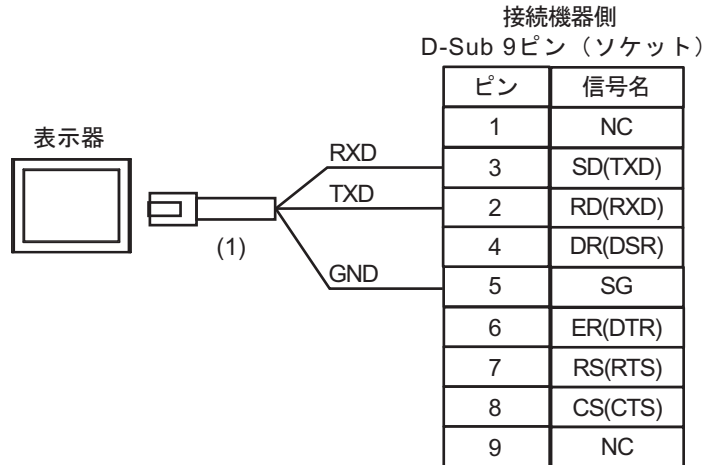 接続機器側
D-Sub 9ピン（ソケット）
表示器
(1)
RXD
TXD
GND
ピン 信号名
1 NC
3 SD(TXD)
2 RD(RXD)
4 DR(DSR)
5 SG
6 ER(DTR)
7 RS(RTS)
8 CS(CTS)
9 NC